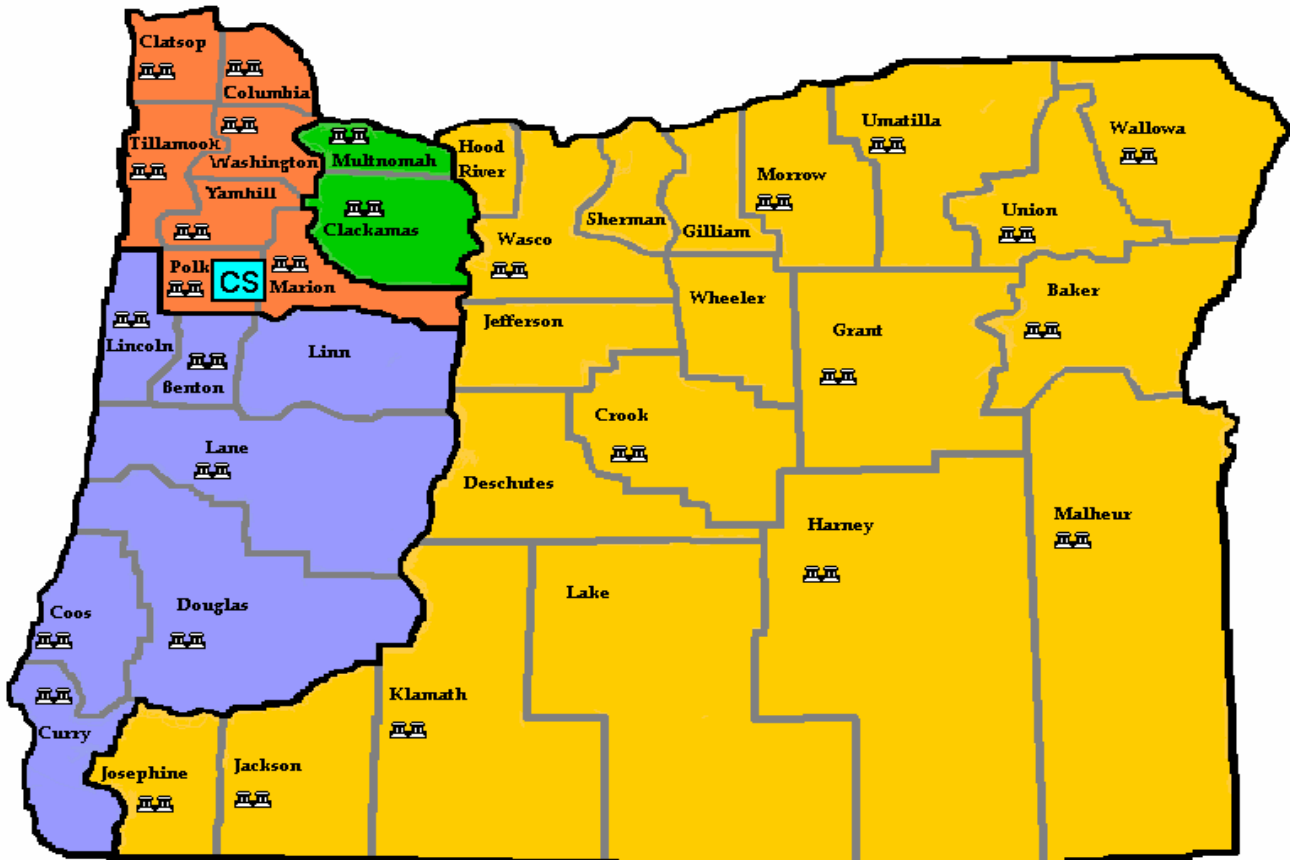 Clatsop
Columbia
Tillamook
Washington
Multnomah
Hood
River
Umatilla
Wallowa
Yamhill
Morrow
Clackamas
Sherman
Gilliam
Union
Wasco
Polk
CS
Marion
Wheeler
Baker
Lincoln
Jefferson
Grant
Linn
Benton
Crook
Lane
Deschutes
Harney
Malheur
Coos
Douglas
Lake
Klamath
Curry
Josephine
Jackson